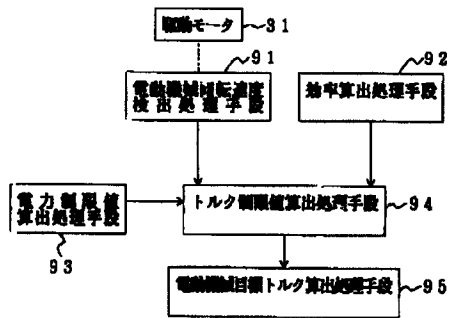 駆動モータ 31
91
電動機械回転速度
検出処理手段
92
効率算出処理手段
電力制限値
算出処理手段
93
トルク制限値算出処理手段 94
電動機械目標トルク算出処理手段 95